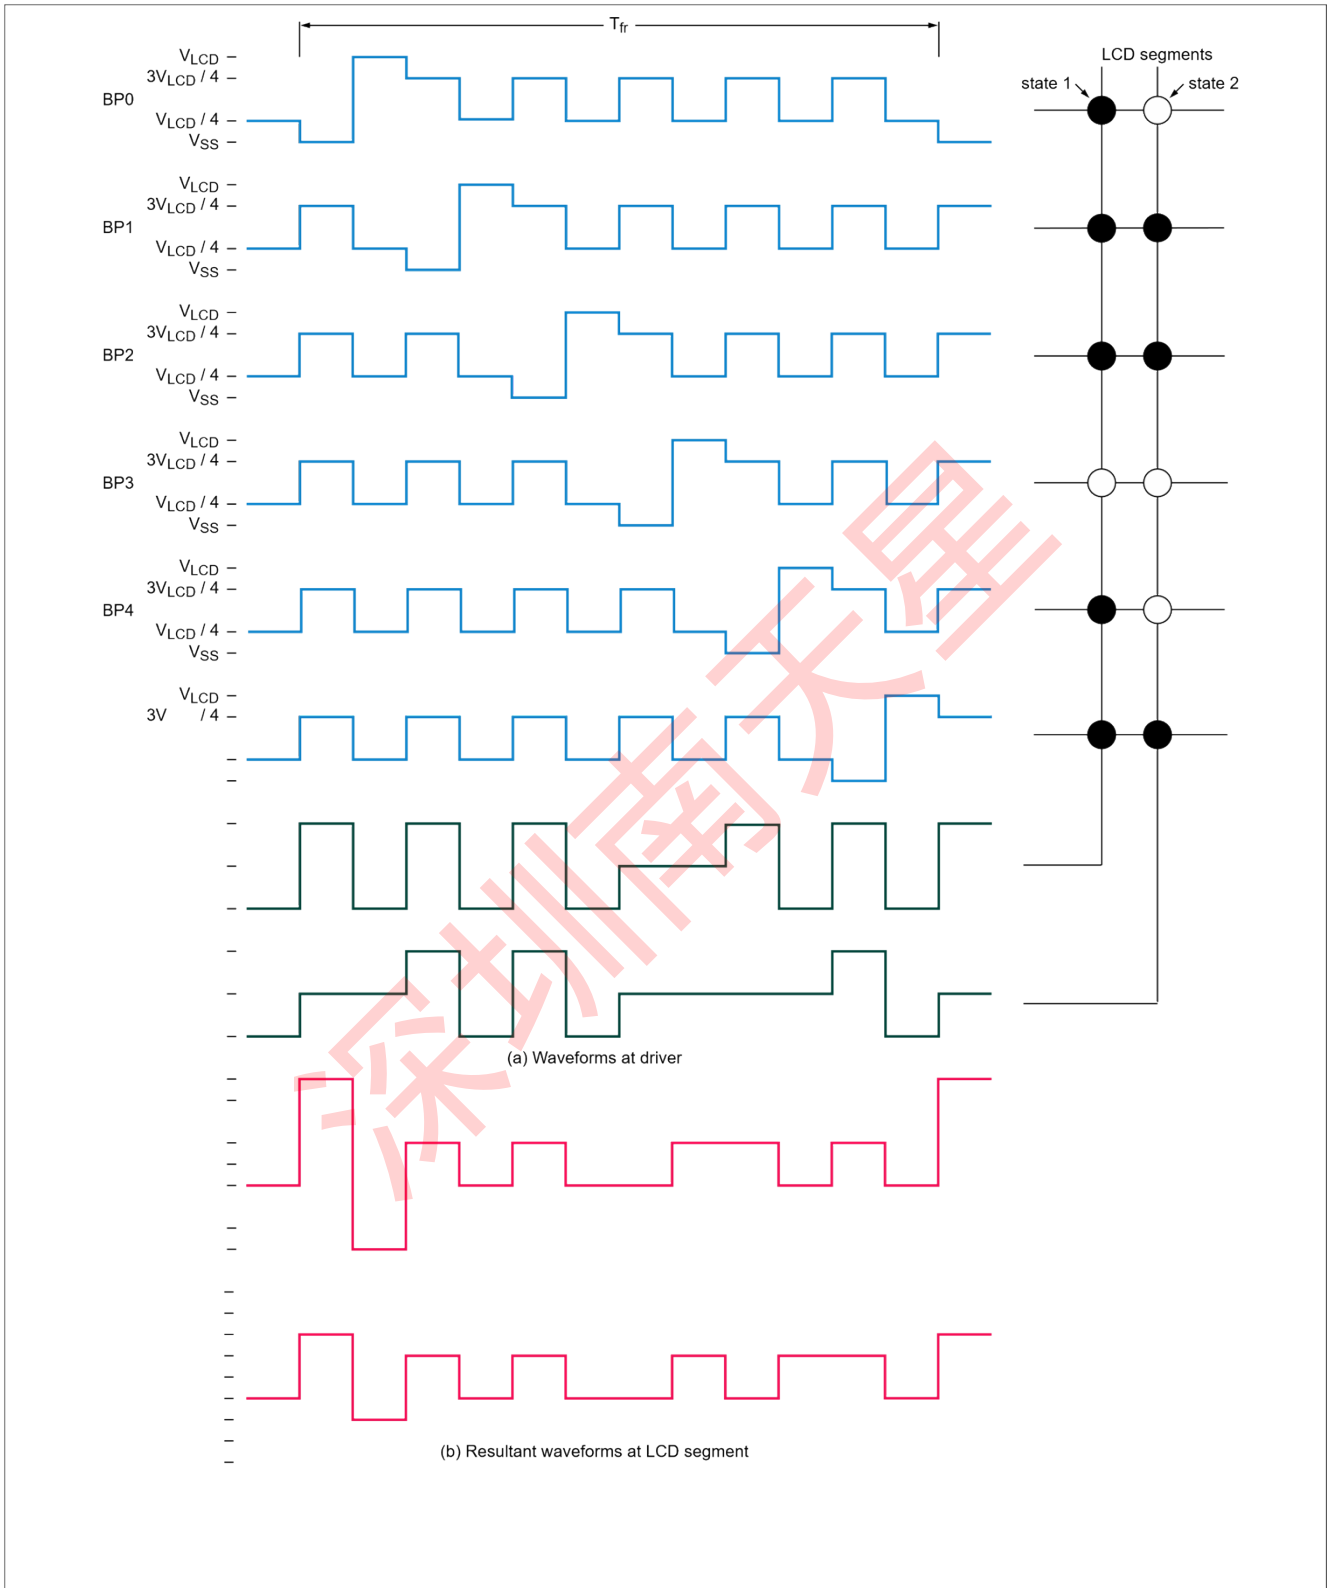 Tfr
VLCD
3VLCD / 4
BP0
VLCD / 4
VSS
LCD segments
state 1
state 2
VLCD
3VLCD / 4
BP1
VLCD / 4
VSS
VLCD
3VLCD / 4
BP2
VLCD / 4
VSS
VLCD
3VLCD / 4
BP3
VLCD / 4
VSS
VLCD
3VLCD / 4
BP4
VLCD / 4
VSS
VLCD
3V / 4
(a) Waveforms at driver
(b) Resultant waveforms at LCD segment
深圳南天星